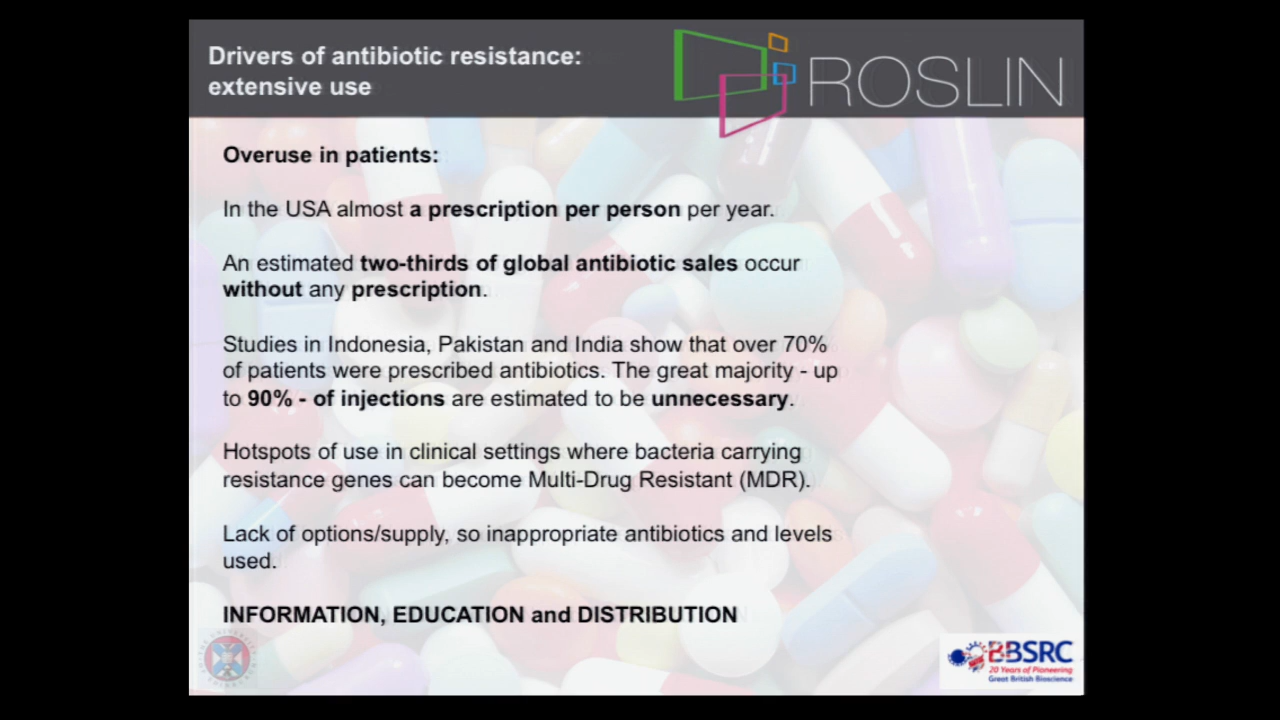 Drivers of antibiotic resistance:
extensive use
ROSLIN
Overuse in patients:
In the USA almost a prescription per person per year.
An estimated two-thirds of global antibiotic sales occur
without any prescription.
Studies in Indonesia, Pakistan and India show that over 70%
of patients were prescribed antibiotics. The great majority - up
to 90% - of injections are estimated to be unnecessary.
Hotspots of use in clinical settings where bacteria carrying
resistance genes can become Multi-Drug Resistant (MDR).
Lack of options/supply, so inappropriate antibiotics and levels
used.
INFORMATION, EDUCATION and DISTRIBUTION
BBSRC
20 Years of Pioneering
Great British Bioscience